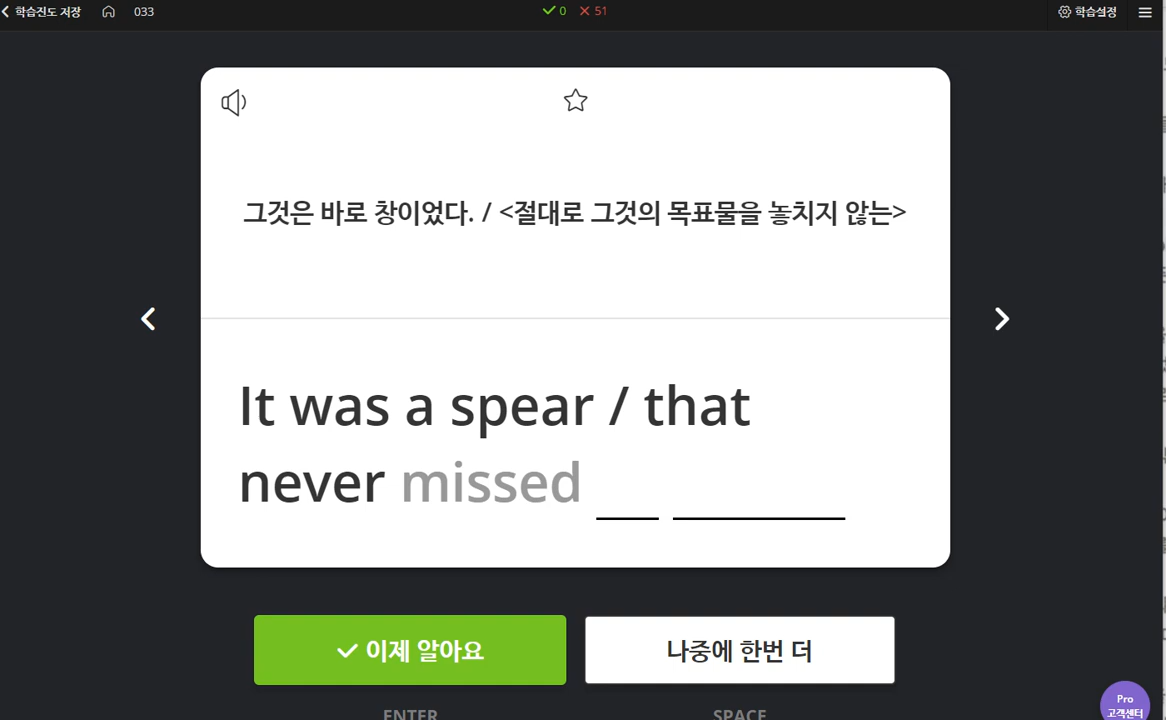 학습진도 저장 033 0 51 학습설정
그것은 바로 창이었다. / <절대로 그것의 목표물을 놓치지 않는>
It was a spear / that
never missed
이제 알아요 나중에 한번 더
ENTER SPACE
Pro
고객센터